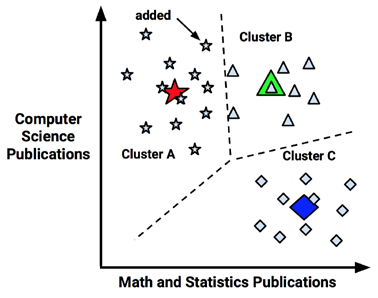 added
Cluster B
Computer
Science
Publications
Cluster A
Cluster C
Math and Statistics Publications